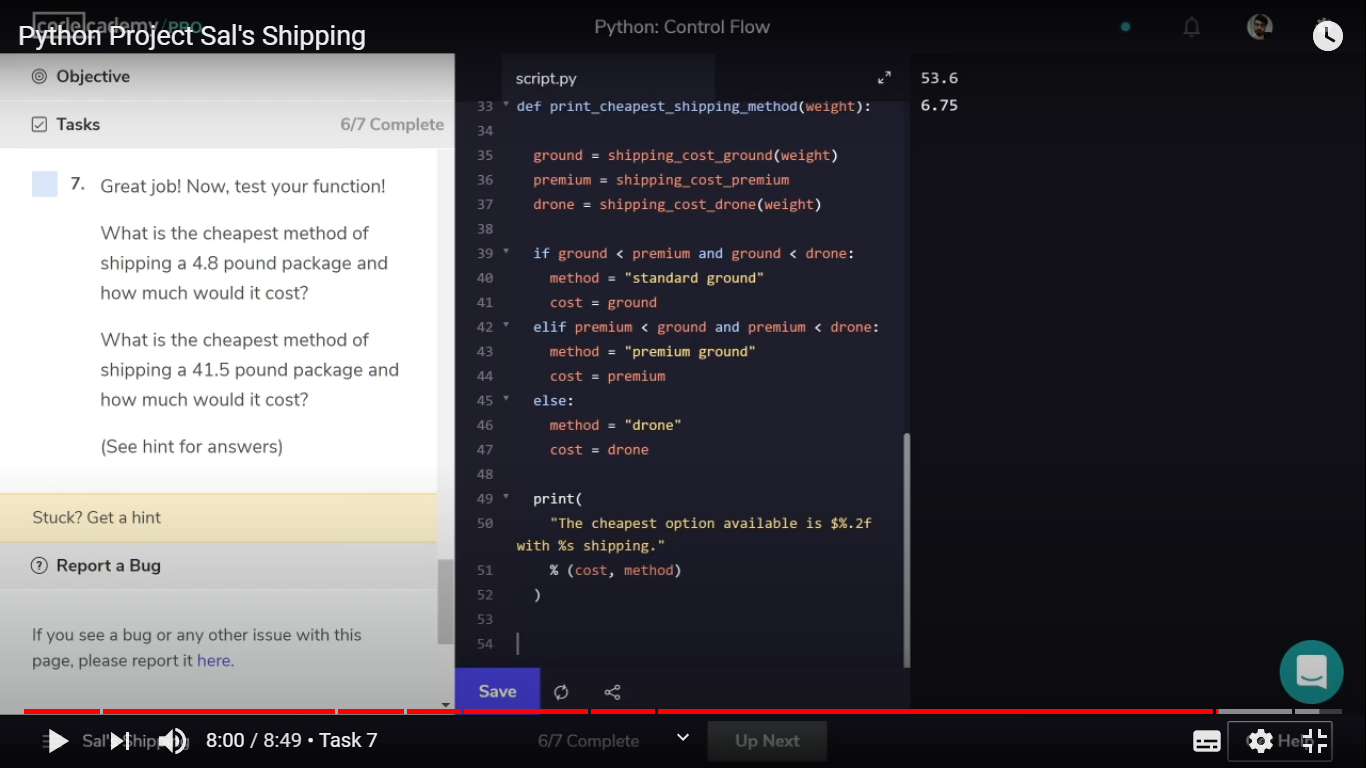 codecademy/PRO
Python Project Sal's Shipping
Python: Control Flow
Objective
Tasks 6/7 Complete
7. Great job! Now, test your function!
What is the cheapest method of
shipping a 4.8 pound package and
how much would it cost?
What is the cheapest method of
shipping a 41.5 pound package and
how much would it cost?
(See hint for answers)
Stuck? Get a hint
Report a Bug
If you see a bug or any other issue with this
page, please report it here.
script.py
33 def print_cheapest_shipping_method(weight):
34
35 ground = shipping_cost_ground(weight)
36 premium = shipping_cost_premium
37 drone = shipping_cost_drone(weight)
38
39 if ground < premium and ground < drone:
40 method = "standard ground"
41 cost = ground
42 elif premium < ground and premium < drone:
43 method = "premium ground"
44 cost = premium
45 else:
46 method = "drone"
47 cost = drone
48
49 print(
50 "The cheapest option available is $%.2f
with %s shipping."
51 % (cost, method)
52 )
53
54
Save
53.6
6.75
8:00 / 8:49 • Task 7
Sal's Shipping
6/7 Complete
Up Next
Help